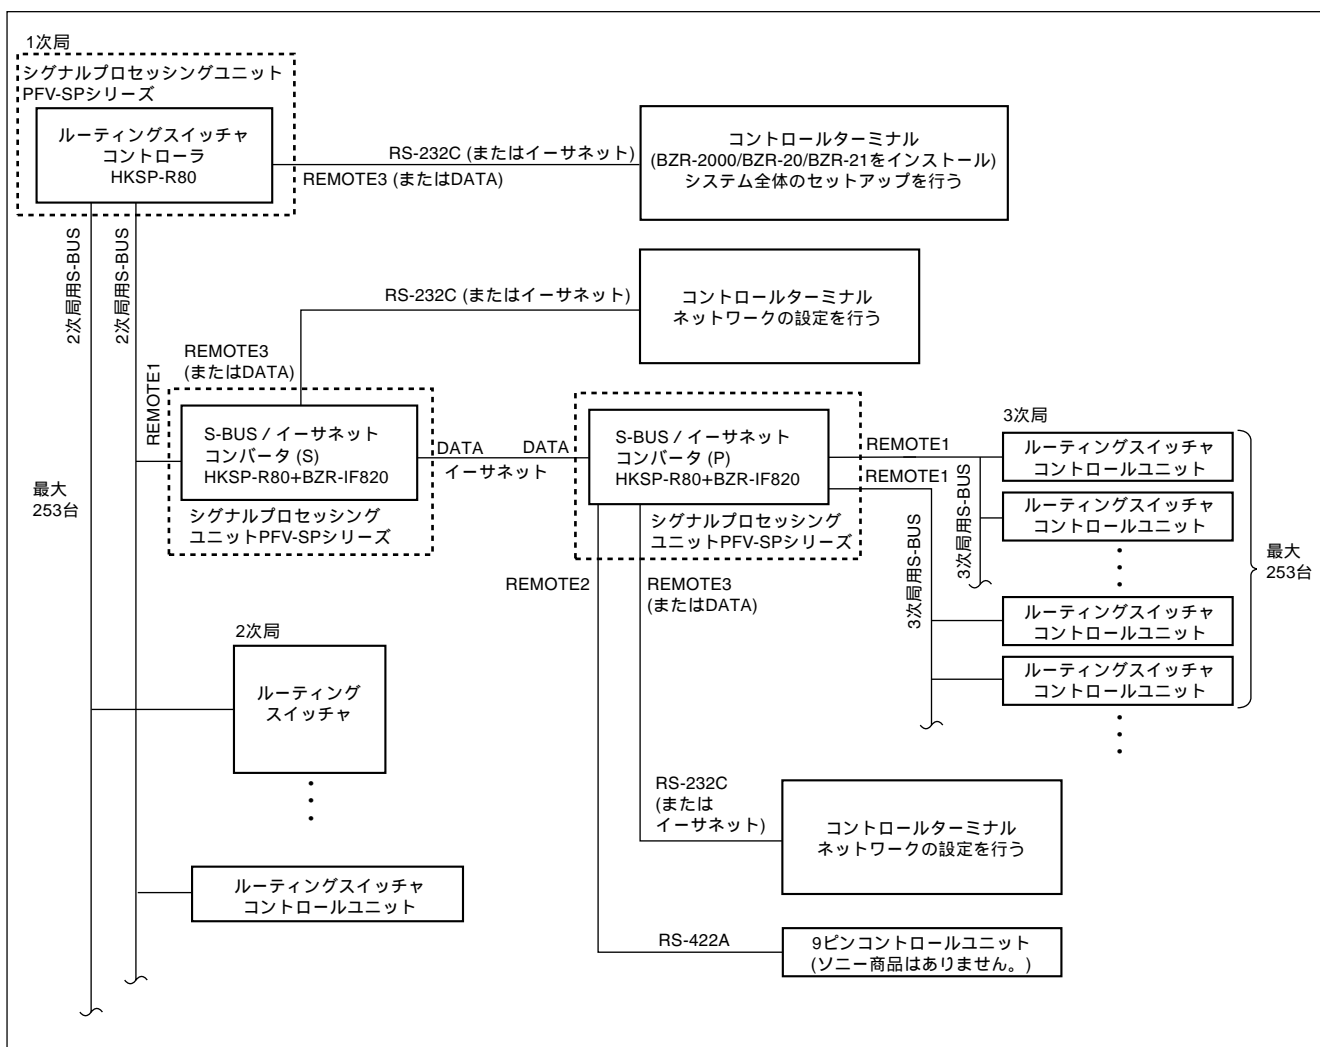 1次局
シグナルプロセッシングユニット
PFV-SPシリーズ
ルーティングスイッチャ
コントローラ
HKSP-R80
RS-232C (またはイーサネット)
REMOTE3 (またはDATA)
コントロールターミナル
(BZR-2000/BZR-20/BZR-21をインストール)
システム全体のセットアップを行う
2次局用S-BUS
2次局用S-BUS
RS-232C (またはイーサネット)
コントロールターミナル
ネットワークの設定を行う
REMOTE3
(またはDATA)
REMOTE1
S-BUS / イーサネット
コンバータ (S)
HKSP-R80+BZR-IF820
シグナルプロセッシング
ユニットPFV-SPシリーズ
DATA
DATA
イーサネット
S-BUS / イーサネット
コンバータ (P)
HKSP-R80+BZR-IF820
シグナルプロセッシング
ユニットPFV-SPシリーズ
REMOTE1
REMOTE1
3次局
ルーティングスイッチャ
コントロールユニット
ルーティングスイッチャ
コントロールユニット
3次局用S-BUS
3次局用S-BUS
ルーティングスイッチャ
コントロールユニット
ルーティングスイッチャ
コントロールユニット
最大
253台
最大
253台
REMOTE2
REMOTE3
(またはDATA)
2次局
ルーティング
スイッチャ
ルーティングスイッチャ
コントロールユニット
RS-232C
(または
イーサネット)
コントロールターミナル
ネットワークの設定を行う
RS-422A
9ピンコントロールユニット
(ソニー商品はありません。)